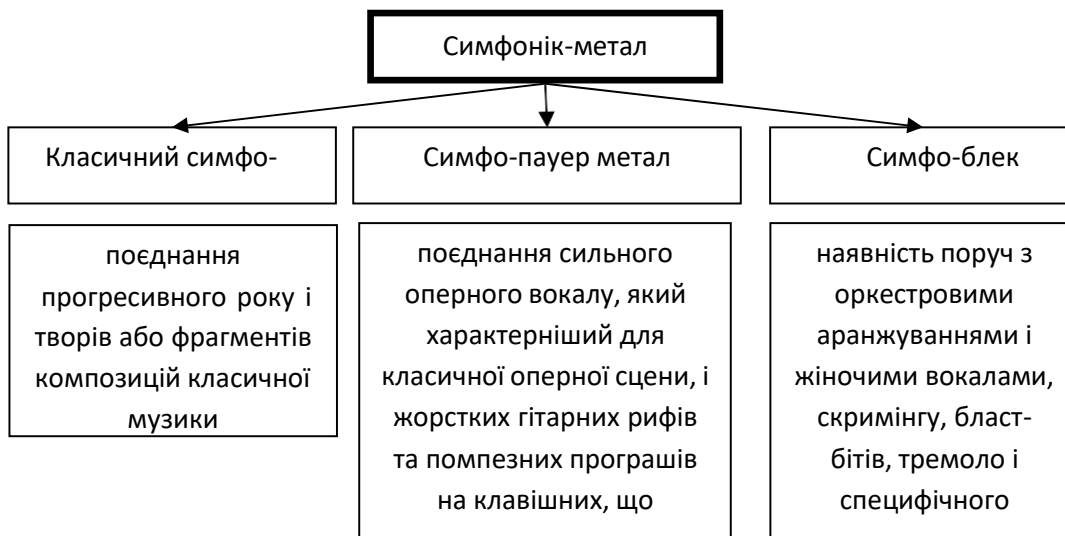 Симфонік-метал
Класичний симфо-
Симфо-пауер метал
Симфо-блек
поєднання
прогресивного року і
творів або фрагментів
композицій класичної
музики
поєднання сильного
оперного вокалу, який
характерніший для
класичної оперної сцени, і
жорстких гітарних рифів
та помпезних програшів
на клавішних, що
наявність поруч з
оркестровими
аранжуваннями і
жіночими вокалами,
скримінгу, бласт-
бітів, тремоло і
специфічного